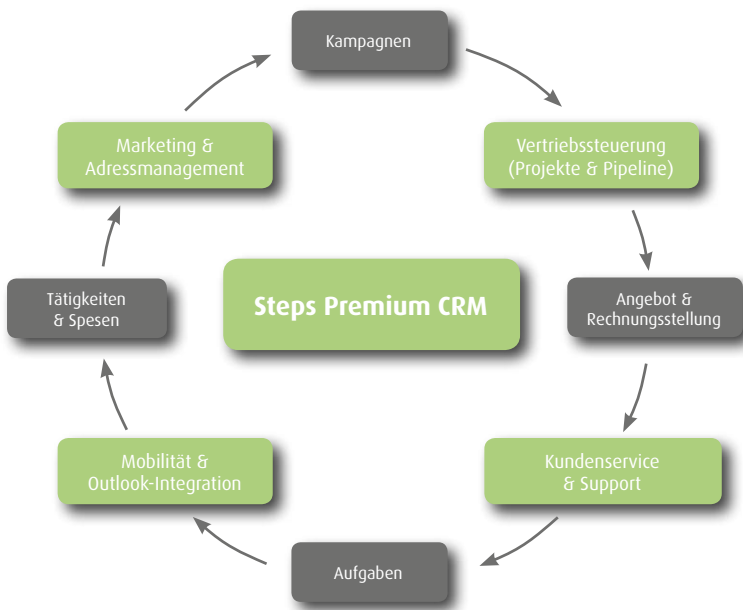 Kampagnen
Marketing &
Adressmanagement
Vertriebssteuerung
(Projekte & Pipeline)
Tätigkeiten
& Spesen
Steps Premium CRM
Angebot &
Rechnungsstellung
Mobilität &
Outlook-Integration
Kundenservice
& Support
Aufgaben